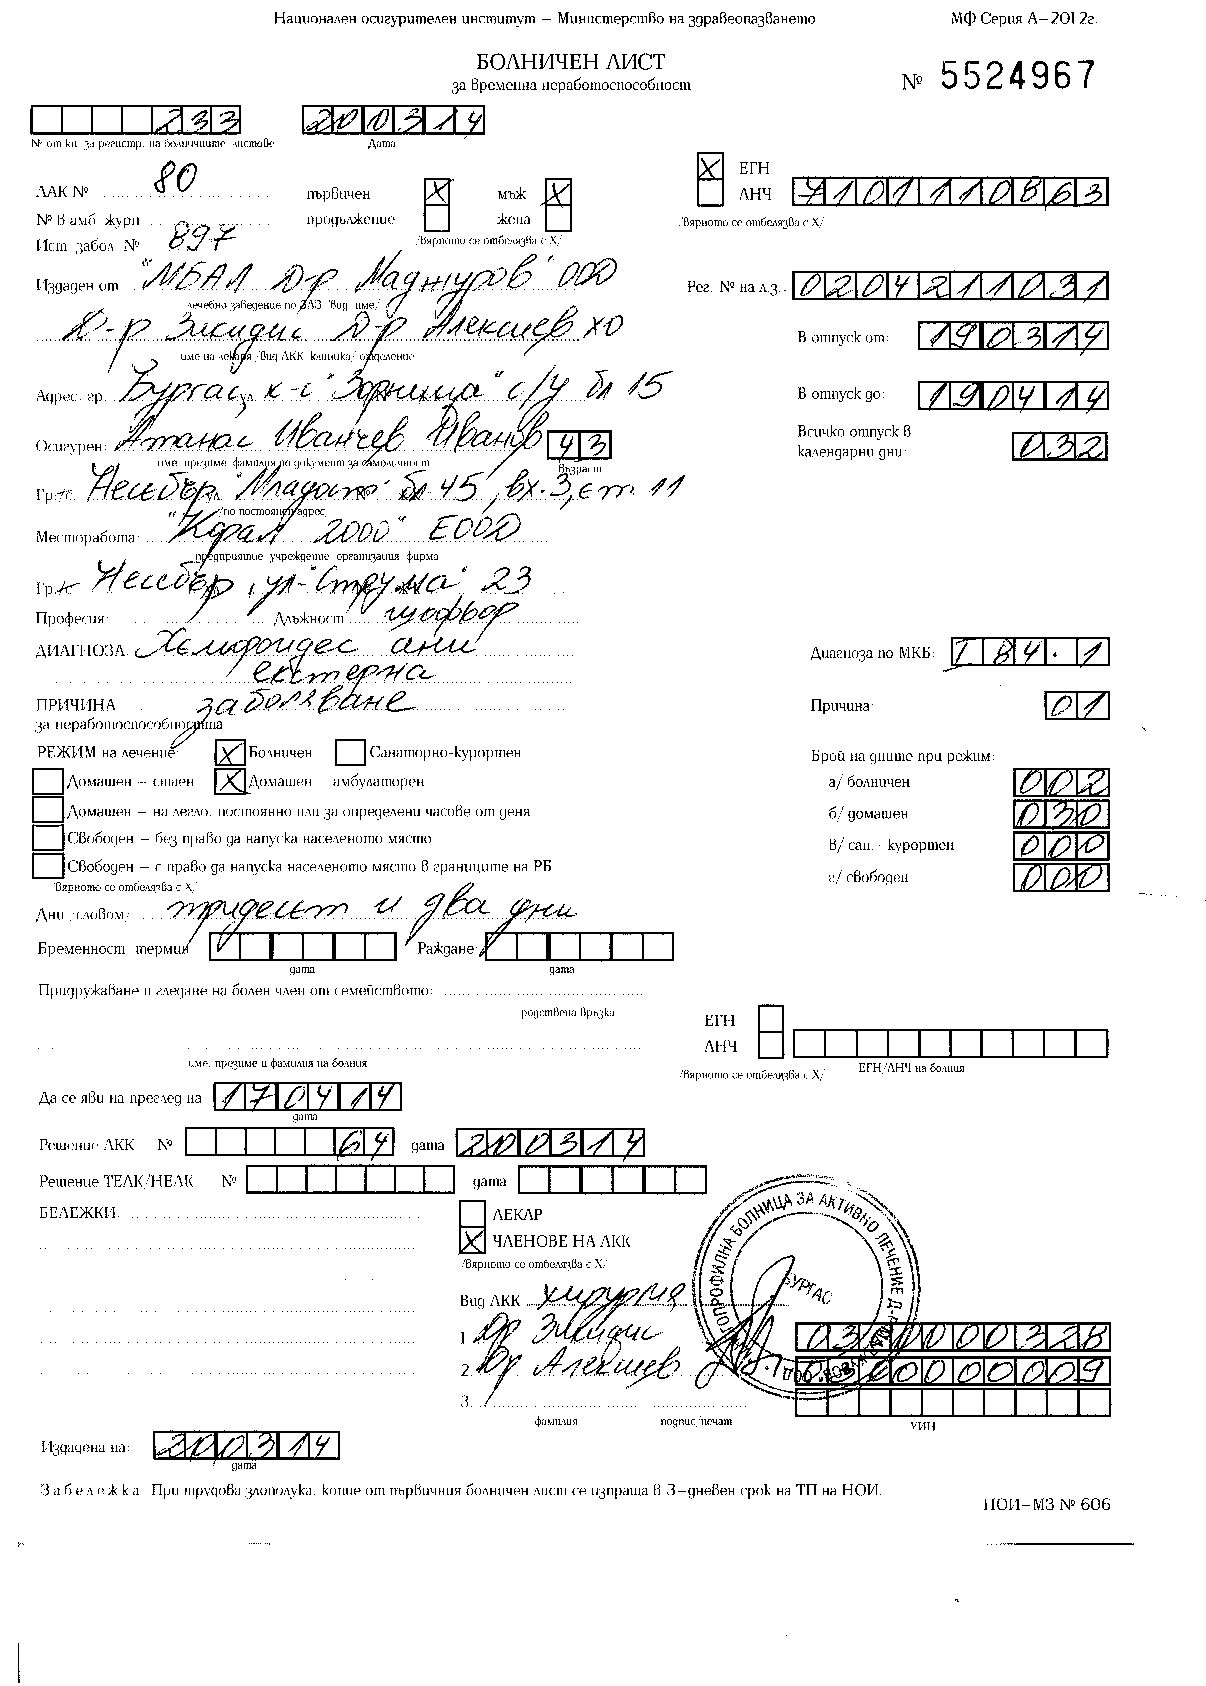 Национален осигурителен институт – Министерство на здравеопазването МФ Серия А–2012г.
БОЛНИЧЕН ЛИСТ
за временна неработоспособност
№ 5524967
233 200314
№ от кн. за регистр. на болничните листове Дата
ЛАК № 80 първичен X мъж X X ЕГН
АНЧ 7101110863
№ В амб. журн. продължение жена /Вярното се отбелязва с X/
Ист. забол. № 897 /Вярното се отбелязва с X/
Издаден от "МБАЛ Д-р Маджуров" ООД Рег. № на л.з. 0204211031
лечебно заведение по ЗЛЗ /вид, име/
Д-р Зисидис Д-р Алексиев ХО В отпуск от: 190314
име на лекаря /вид ЛКК, клиника/ отделение
Адрес: гр. Бургас ул. к-с "Зорница" с/у бл 15 В отпуск до: 190414
Осигурен: Атанас Иванчев Иванов 43 Всичко отпуск в
календарни дни: 032
име, презиме, фамилия по документ за самоличност възраст
Гр./с. Несебър ул. "Младост" бл. 45, вх. 3, ет. 11
/по постоянен адрес
Месторабота: "Корал 2000" ЕООД
предприятие, учреждение, организация, фирма
Гр./с. Несебър, ул. "Струма" 23
Професия: Длъжност: шофьор
ДИАГНОЗА: Хемороидес ани Диагноза по МКБ: I 84.1
екстерна
ПРИЧИНА заболяване Причина: 01
за неработоспособността
РЕЖИМ на лечение: X Болничен Санаторно-курортен Брой на дните при режим:
Домашен – стаен X Домашен амбулаторен а/ болничен 002
Домашен – на легло, постоянно или за определени часове от деня б/ домашен 030
Свободен – без право да напуска населеното място в/ сан.- курортен 000
Свободен – с право да напуска населеното място в границите на РБ г/ свободен 000
/Вярното се отбелязва с X/
Дни словом: тридесет и два дни
Бременност термин Раждане:
дата дата
Придружаване и гледане на болен член от семейството:
родствена връзка
ЕГН
АНЧ
име, презиме и фамилия на болния /Вярното се отбелязва с X/ ЕГН/ЛНЧ на болния
Да се яви на преглед на 170414
дата
Решение ЛКК № 64 дата 200314
Решение ТЕЛК/НЕЛК № дата
БЕЛЕЖКИ: ЛЕКАР
X ЧЛЕНОВЕ НА ЛКК
/Вярното се отбелязва с X/
Вид ЛКК хирургия
1. Др Зисидис
2. Др Алексиев
3.
фамилия подпис/печат УИН
БОЛНИЦА ЗА АКТИВНО ЛЕЧЕНИЕ
БУРГАС
Издадена на: 200314
дата
Забележка При трудова злополука, копие от първичния болничен лист се изпраща в 3–дневен срок на ТП на НОИ.
НОИ–МЗ № 606